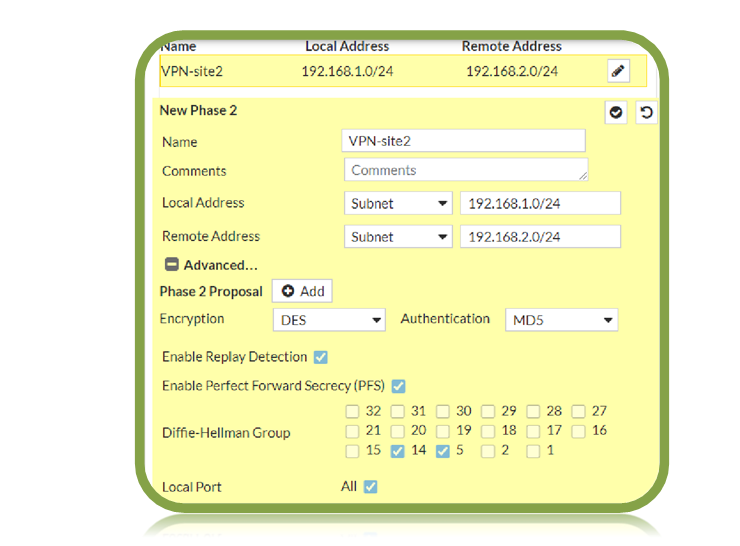 Name Local Address Remote Address
VPN-site2 192.168.1.0/24 192.168.2.0/24
New Phase 2
Name VPN-site2
Comments Comments
Local Address Subnet 192.168.1.0/24
Remote Address Subnet 192.168.2.0/24
Advanced...
Phase 2 Proposal Add
Encryption DES Authentication MD5
Enable Replay Detection
Enable Perfect Forward Secrecy (PFS)
32 31 30 29 28 27
Diffie-Hellman Group 21 20 19 18 17 16
15 14 5 2 1
Local Port All